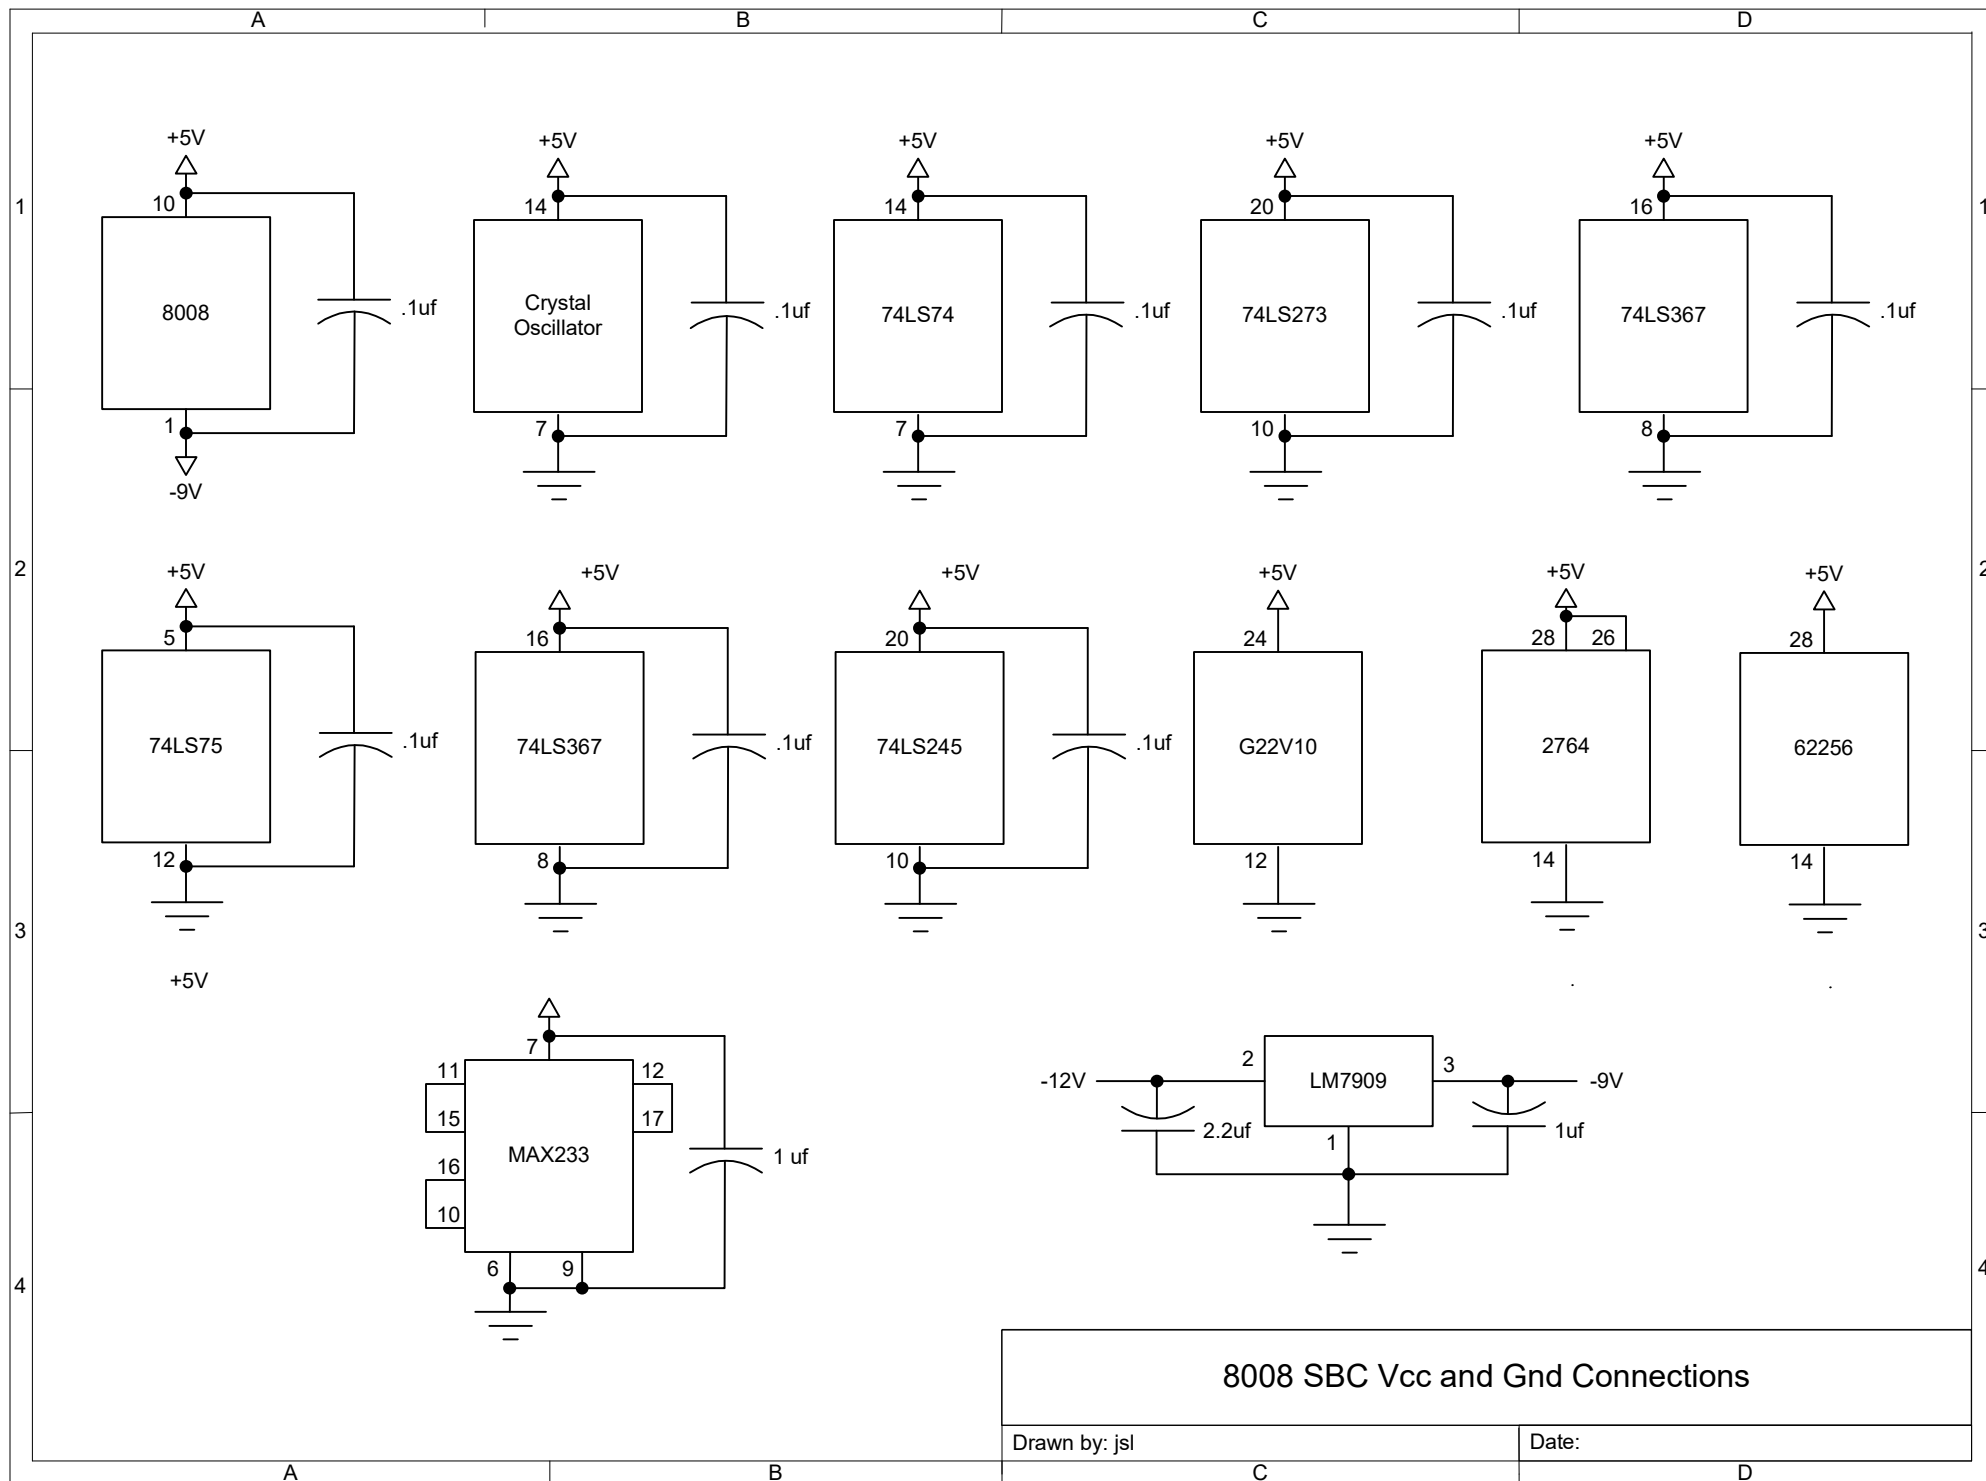 A B C D
+5V +5V +5V +5V +5V
1 10 14 14 20 16 1
8008 .1uf Crystal Oscillator .1uf 74LS74 .1uf 74LS273 .1uf 74LS367 .1uf
1 7 7 10 8
-9V
2 +5V +5V +5V +5V +5V +5V 2
5 16 20 24 28 26 28
74LS75 .1uf 74LS367 .1uf 74LS245 .1uf G22V10 2764 62256
12 8 10 12 14 14
3 3
+5V . .
7
11 12
15 17
MAX233 1 uf
16
10
6 9
2 3
-12V LM7909 -9V
2.2uf 1uf
1
4 4
8008 SBC Vcc and Gnd Connections
Drawn by: jsl Date:
A B C D